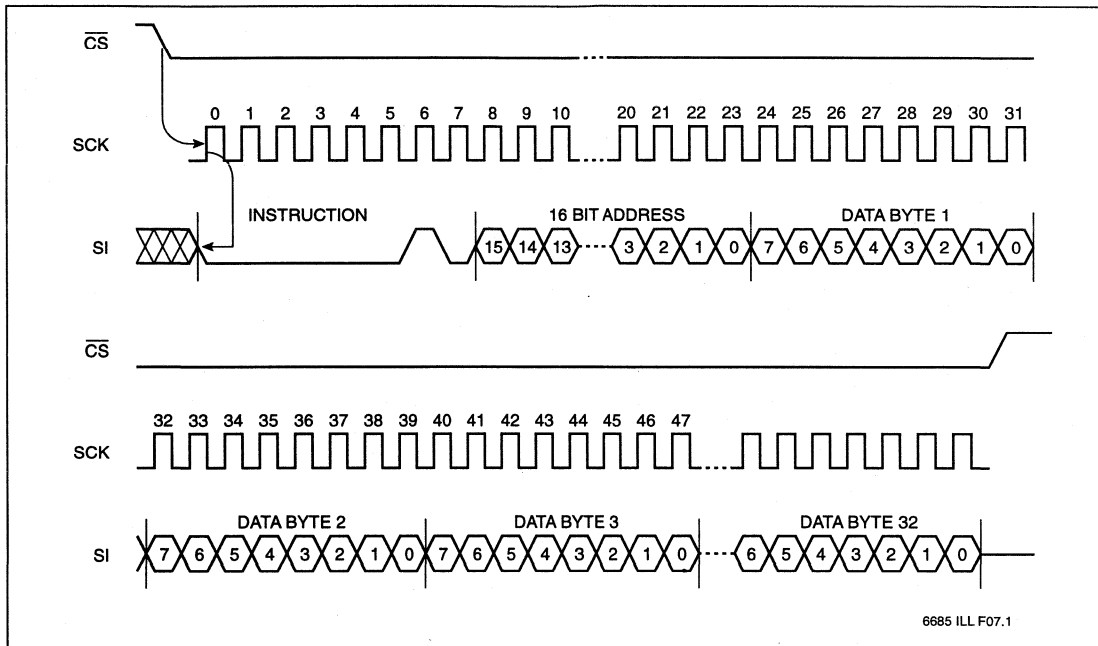 CS
0 1 2 3 4 5 6 7 8 9 10 20 21 22 23 24 25 26 27 28 29 30 31
SCK
INSTRUCTION 16 BIT ADDRESS DATA BYTE 1
SI 15 14 13 3 2 1 0 7 6 5 4 3 2 1 0
CS
32 33 34 35 36 37 38 39 40 41 42 43 44 45 46 47
SCK
DATA BYTE 2 DATA BYTE 3 DATA BYTE 32
SI 7 6 5 4 3 2 1 0 7 6 5 4 3 2 1 0 6 5 4 3 2 1 0
6685 ILL F07.1